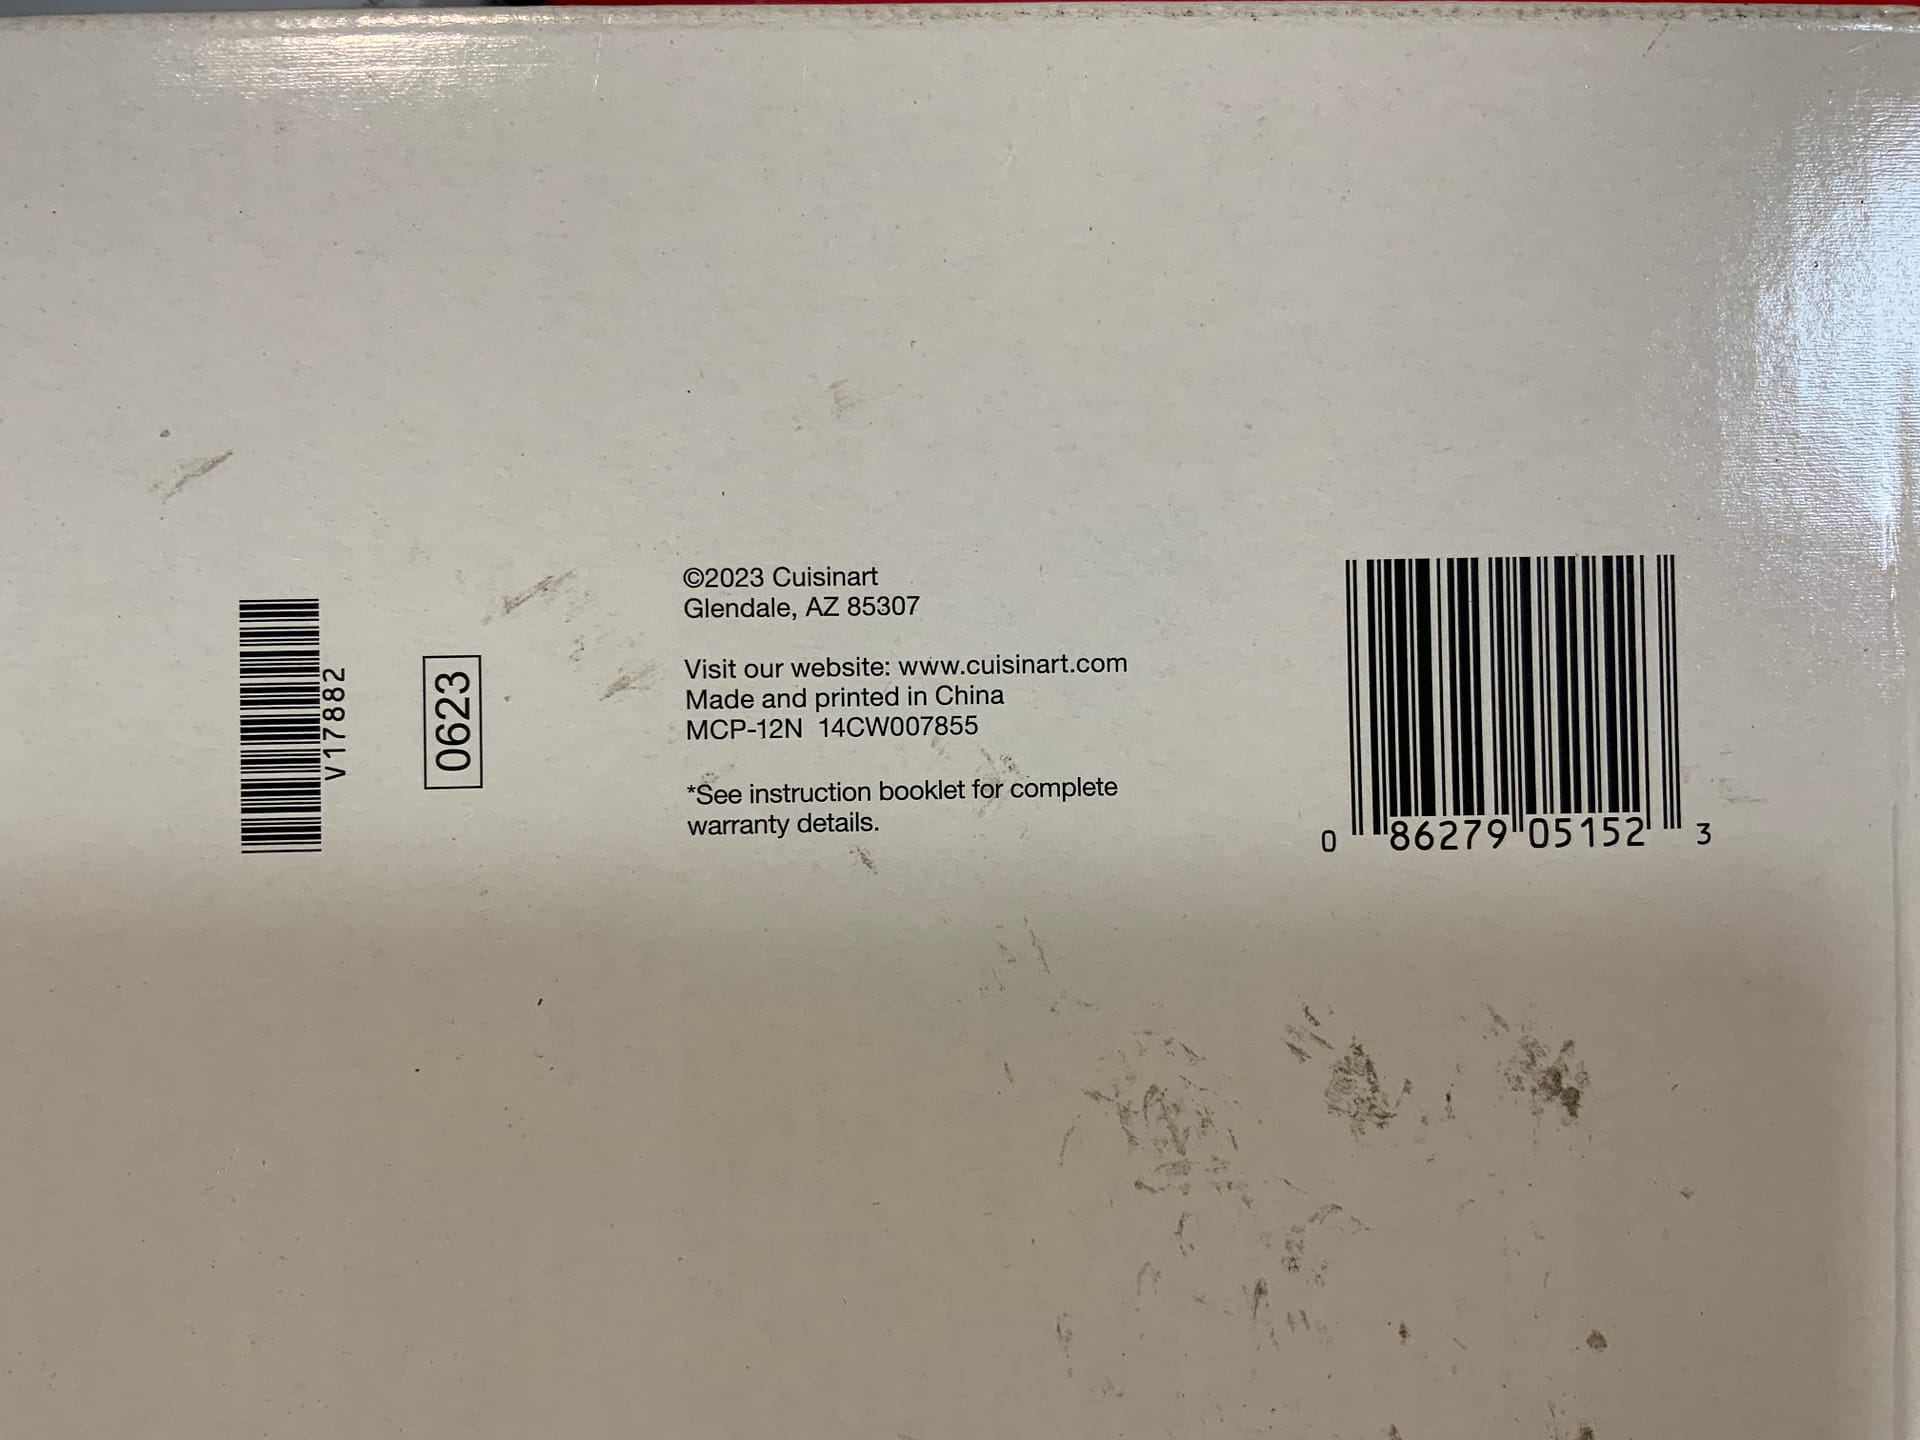 ©2023 Cuisinart
Glendale, AZ 85307
Visit our website: www.cuisinart.com
Made and printed in China
MCP-12N 14CW007855
*See instruction booklet for complete
warranty details.
V17882
0623
0 86279 05152 3